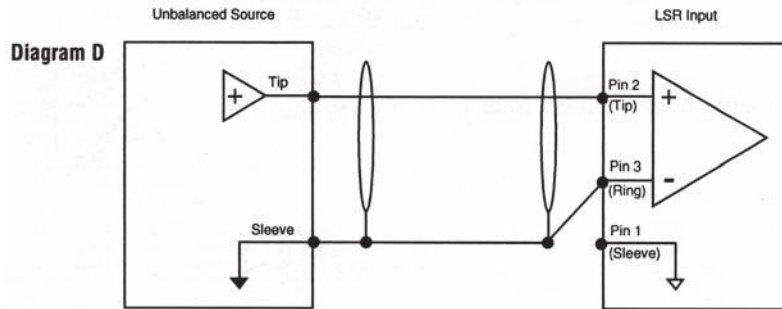 Unbalanced Source
LSR Input
Diagram D
Tip
+
Pin 2
(Tip)
+
Pin 3
(Ring)
-
Sleeve
Pin 1
(Sleeve)